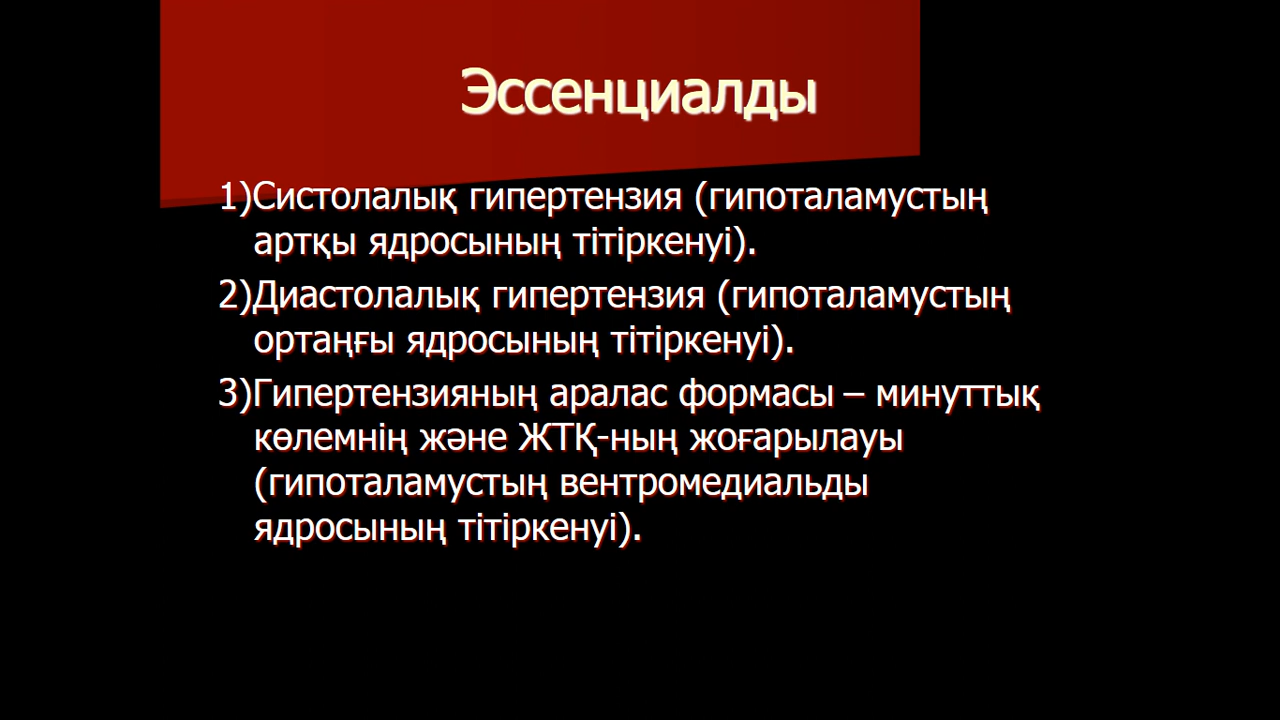 Эссенциалды
1)Систолалық гипертензия (гипоталамустың
артқы ядросының тітіркенуі).
2)Диастолалық гипертензия (гипоталамустың
ортаңғы ядросының тітіркенуі).
3)Гипертензияның аралас формасы – минуттық
көлемнің және ЖТҚ-ның жоғарылауы
(гипоталамустың вентромедиальды
ядросының тітіркенуі).